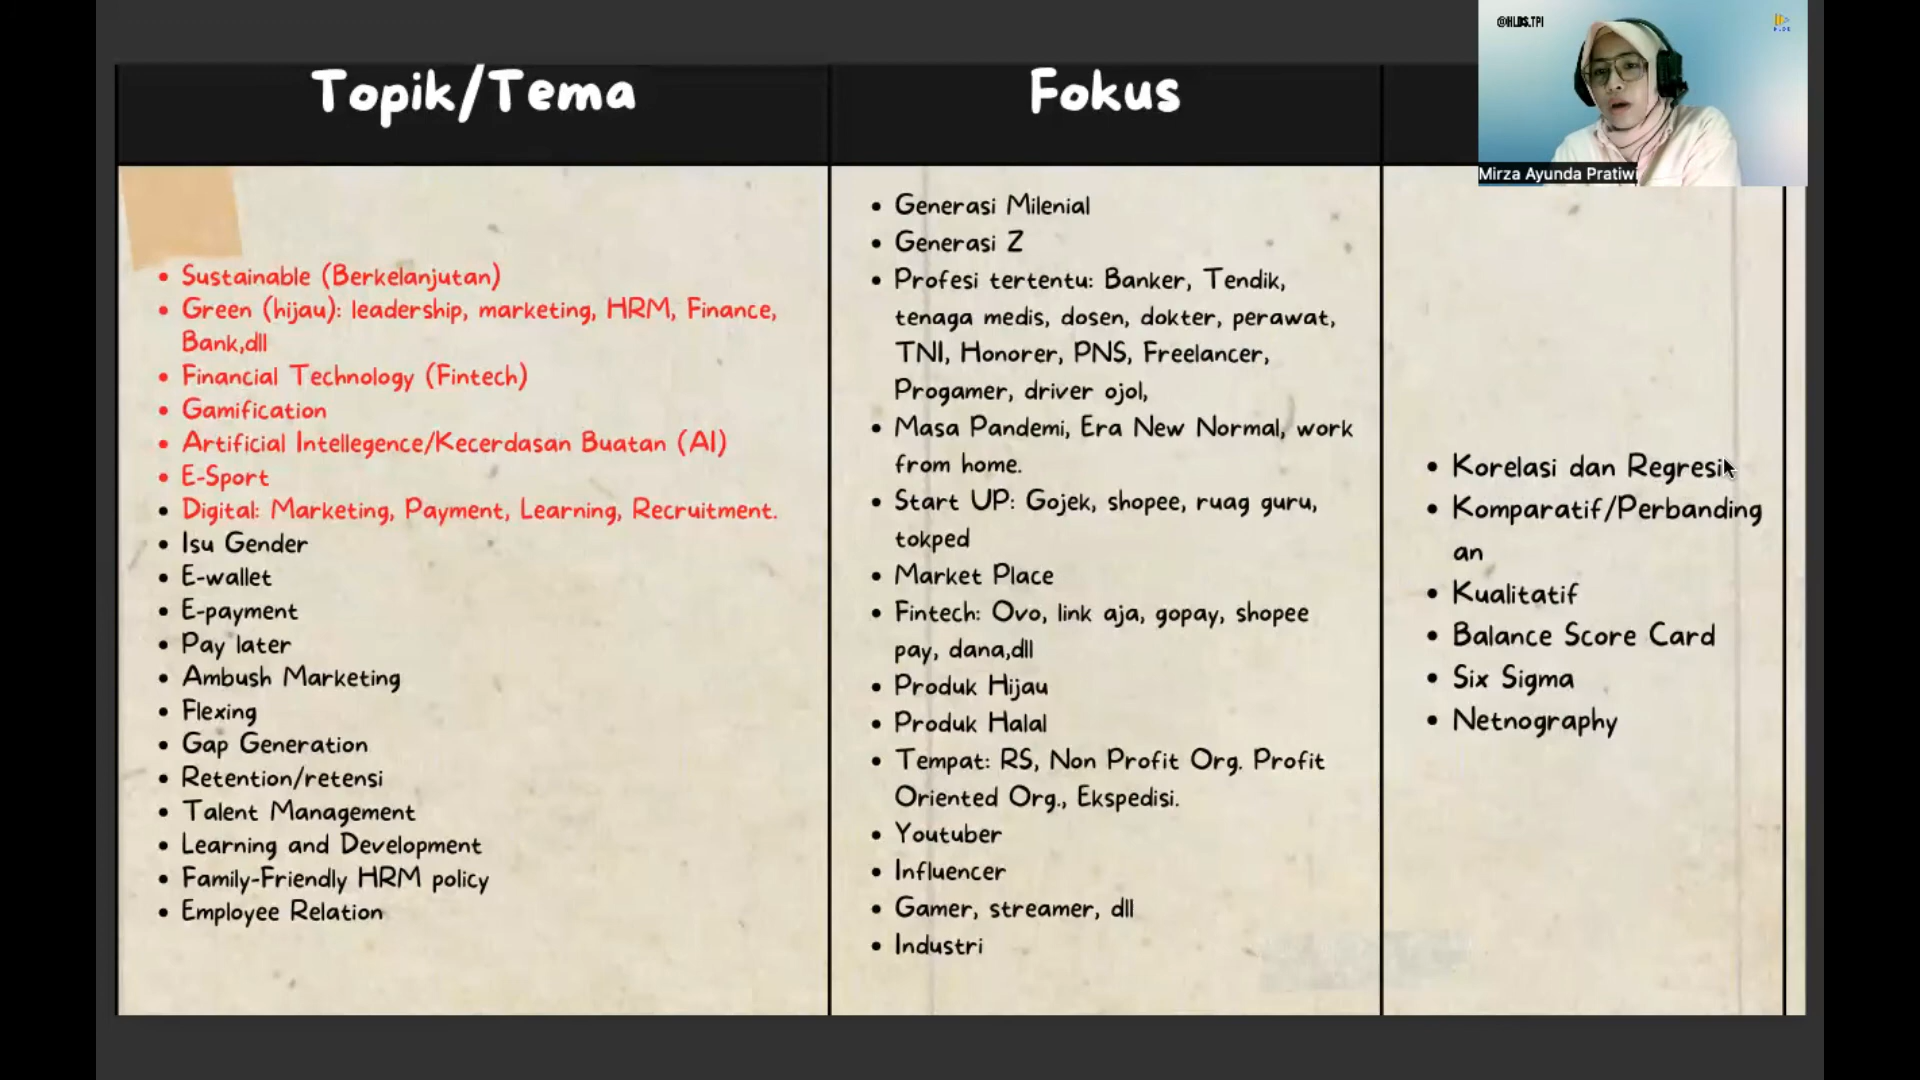 Topik/Tema
Sustainable (Berkelanjutan)
Green (hijau): leadership, marketing, HRM, Finance,
Bank,dll
Financial Technology (Fintech)
Gamification
Artificial Intellegence/Kecerdasan Buatan (AI)
E-Sport
Digital: Marketing, Payment, Learning, Recruitment.
Isu Gender
E-wallet
E-payment
Pay later
Ambush Marketing
Flexing
Gap Generation
Retention/retensi
Talent Management
Learning and Development
Family-Friendly HRM policy
Employee Relation
Fokus
Generasi Milenial
Generasi Z
Profesi tertentu: Banker, Tendik,
tenaga medis, dosen, dokter, perawat,
TNI, Honorer, PNS, Freelancer,
Progamer, driver ojol,
Masa Pandemi, Era New Normal, work
from home.
Start UP: Gojek, shopee, ruag guru,
tokped
Market Place
Fintech: Ovo, link aja, gopay, shopee
pay, dana,dll
Produk Hijau
Produk Halal
Tempat: RS, Non Profit Org. Profit
Oriented Org., Ekspedisi.
Youtuber
Influencer
Gamer, streamer, dll
Industri
Korelasi dan Regresi
Komparatif/Perbanding
an
Kualitatif
Balance Score Card
Six Sigma
Netnography
@HLDS.TPI
Mirza Ayunda Pratiwi